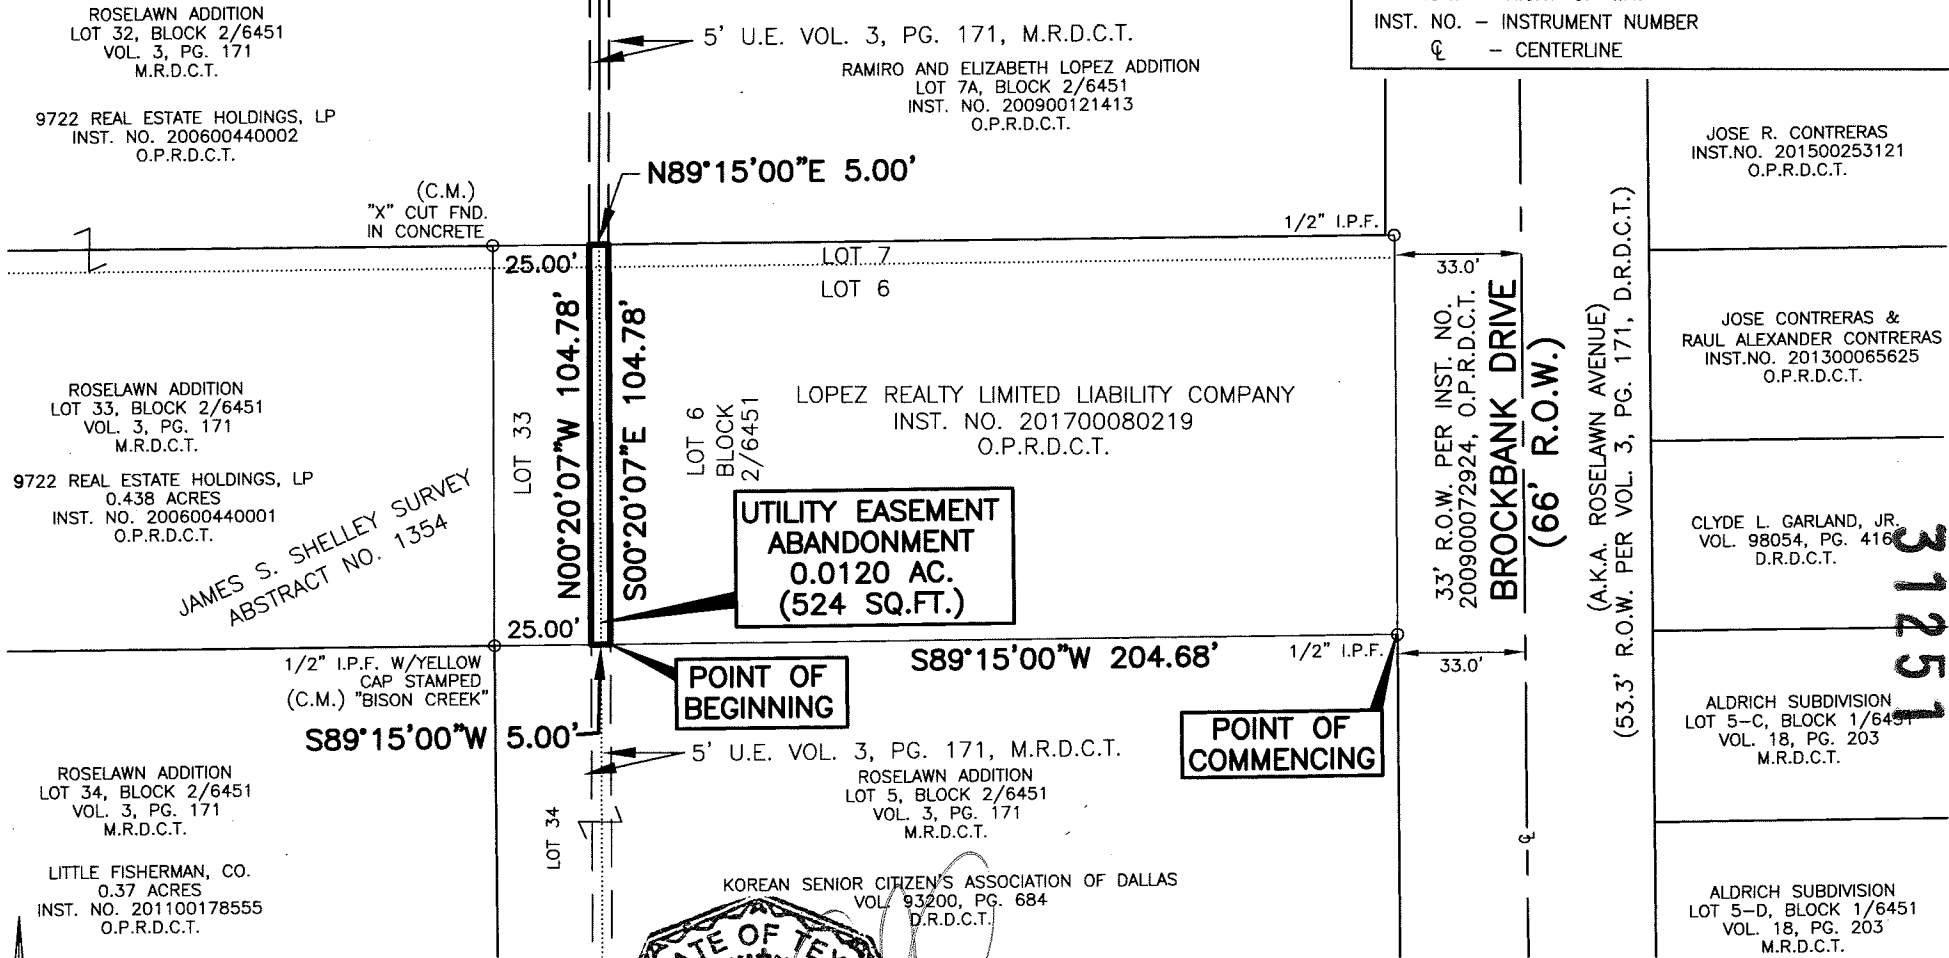 ROSELAWN ADDITION
LOT 32, BLOCK 2/6451
VOL. 3, PG. 171
M.R.D.C.T.
9722 REAL ESTATE HOLDINGS, LP
INST. NO. 200600440002
O.P.R.D.C.T.
5' U.E. VOL. 3, PG. 171, M.R.D.C.T.
RAMIRO AND ELIZABETH LOPEZ ADDITION
LOT 7A, BLOCK 2/6451
INST. NO. 200900121413
O.P.R.D.C.T.
INST. NO. – INSTRUMENT NUMBER
℄ – CENTERLINE
JOSE R. CONTRERAS
INST.NO. 201500253121
O.P.R.D.C.T.
N89°15'00"E 5.00'
(C.M.)
"X" CUT FND.
IN CONCRETE
1/2" I.P.F.
25.00'
LOT 7
LOT 6
33.0'
N00°20'07"W 104.78'
S00°20'07"E 104.78'
LOT 33
LOT 6
BLOCK
2/6451
LOPEZ REALTY LIMITED LIABILITY COMPANY
INST. NO. 201700080219
O.P.R.D.C.T.
33' R.O.W. PER INST. NO.
200900072924, O.P.R.D.C.T.
BROCKBANK DRIVE
(66' R.O.W.)
(A.K.A. ROSELAWN AVENUE)
(53.3' R.O.W. PER VOL. 3, PG. 171, D.R.D.C.T.)
JOSE CONTRERAS &
RAUL ALEXANDER CONTRERAS
INST.NO. 201300065625
O.P.R.D.C.T.
ROSELAWN ADDITION
LOT 33, BLOCK 2/6451
VOL. 3, PG. 171
M.R.D.C.T.
9722 REAL ESTATE HOLDINGS, LP
0.438 ACRES
INST. NO. 200600440001
O.P.R.D.C.T.
JAMES S. SHELLEY SURVEY
ABSTRACT NO. 1354
UTILITY EASEMENT
ABANDONMENT
0.0120 AC.
(524 SQ.FT.)
CLYDE L. GARLAND, JR.
VOL. 98054, PG. 416
D.R.D.C.T.
31251
25.00'
1/2" I.P.F. W/YELLOW
CAP STAMPED
(C.M.) "BISON CREEK"
POINT OF
BEGINNING
S89°15'00"W 204.68'
1/2" I.P.F.
33.0'
S89°15'00"W 5.00'
POINT OF
COMMENCING
ALDRICH SUBDIVISION
LOT 5–C, BLOCK 1/6451
VOL. 18, PG. 203
M.R.D.C.T.
5' U.E. VOL. 3, PG. 171, M.R.D.C.T.
ROSELAWN ADDITION
LOT 5, BLOCK 2/6451
VOL. 3, PG. 171
M.R.D.C.T.
ROSELAWN ADDITION
LOT 34, BLOCK 2/6451
VOL. 3, PG. 171
M.R.D.C.T.
LOT 34
℄
LITTLE FISHERMAN, CO.
0.37 ACRES
INST. NO. 201100178555
O.P.R.D.C.T.
KOREAN SENIOR CITIZEN'S ASSOCIATION OF DALLAS
VOL. 93200, PG. 684
D.R.D.C.T.
ALDRICH SUBDIVISION
LOT 5–D, BLOCK 1/6451
VOL. 18, PG. 203
M.R.D.C.T.
OF